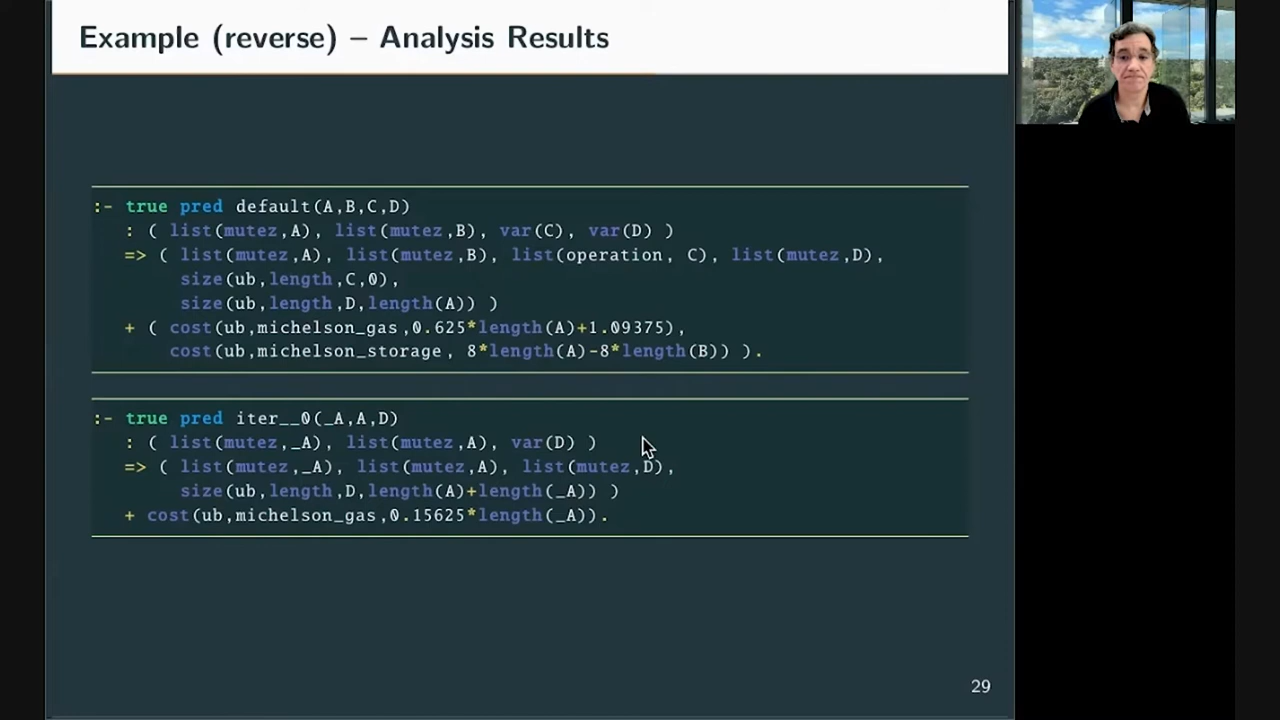 Example (reverse) – Analysis Results
:- true pred default(A,B,C,D)
: ( list(mutez,A), list(mutez,B), var(C), var(D) )
=> ( list(mutez,A), list(mutez,B), list(operation, C), list(mutez,D),
size(ub,length,C,0),
size(ub,length,D,length(A)) )
+ ( cost(ub,michelson_gas,0.625*length(A)+1.09375),
cost(ub,michelson_storage, 8*length(A)-8*length(B)) ).
:- true pred iter__0(_A,A,D)
: ( list(mutez,_A), list(mutez,A), var(D) )
=> ( list(mutez,_A), list(mutez,A), list(mutez,D),
size(ub,length,D,length(A)+length(_A)) )
+ cost(ub,michelson_gas,0.15625*length(_A)).
29